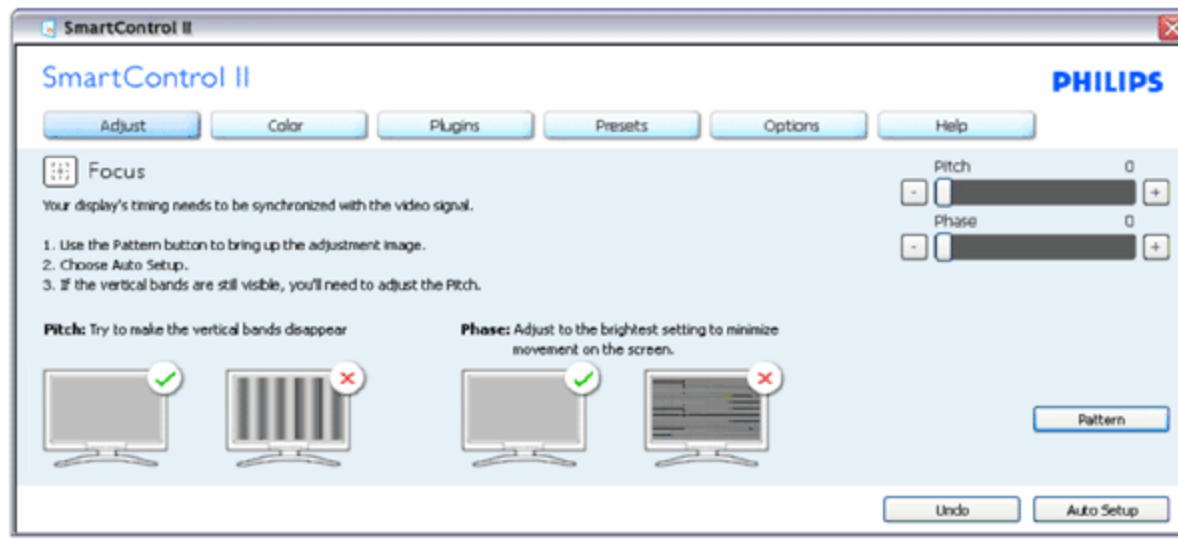 SmartControl II
SmartControl II
PHILIPS
Adjust Color Plugins Presets Options Help
Focus
Your display's timing needs to be synchronized with the video signal.
1. Use the Pattern button to bring up the adjustment image.
2. Choose Auto Setup.
3. If the vertical bands are still visible, you'll need to adjust the Pitch.
Pitch 0
- +
Phase 0
- +
Pitch: Try to make the vertical bands disappear
Phase: Adjust to the brightest setting to minimize
movement on the screen.
Pattern
Undo Auto Setup